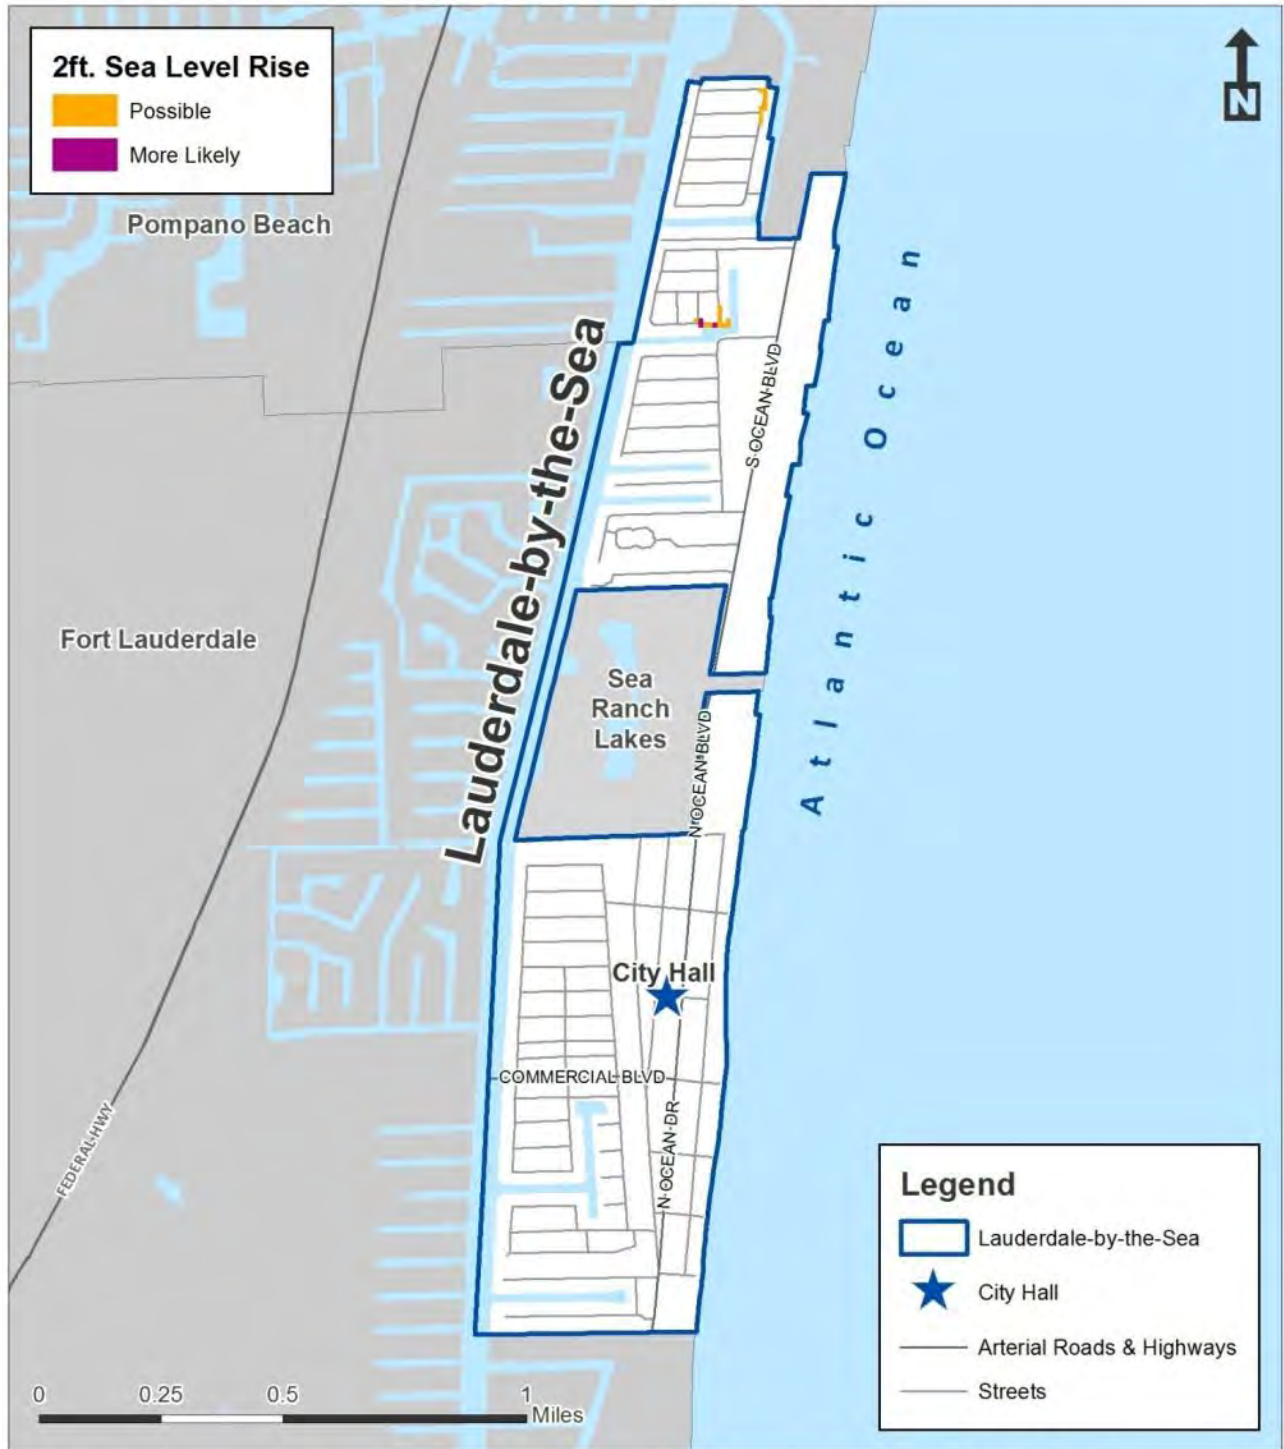 2ft. Sea Level Rise
Possible
More Likely
N
Pompano Beach
Lauderdale-by-the-Sea
S OCEAN BLVD
Atlantic Ocean
Fort Lauderdale
Sea
Ranch
Lakes
N OCEAN BLVD
City Hall
COMMERCIAL BLVD
N OCEAN DR
FEDERAL HWY
Legend
Lauderdale-by-the-Sea
City Hall
Arterial Roads & Highways
Streets
0 0.25 0.5 1
Miles